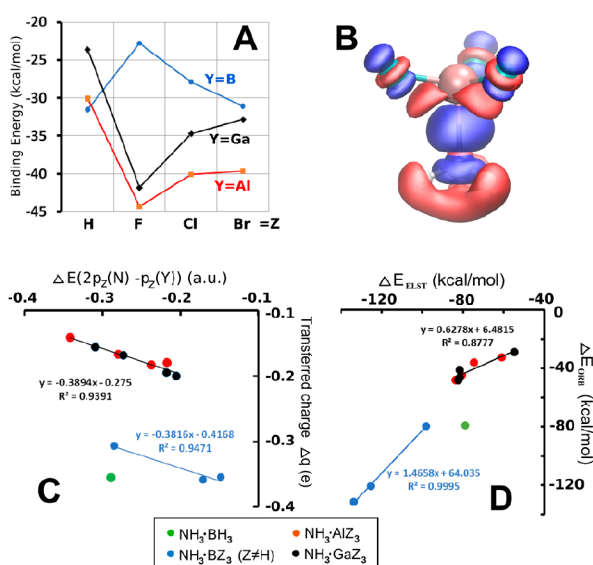 A
Binding Energy (kcal/mol)
-20
-25
-30
-35
-40
-45
Y=B
Y=Ga
Y=Al
H F Cl Br =Z
B
△E(2pZ(N) -pZ(Y)) (a.u.)
-0.4 -0.3 -0.2 -0.1
-0.1
-0.2
-0.3
-0.4
Transferred charge △q (e)
y = -0.3894x - 0.275
R² = 0.9391
y = -0.3816x - 0.4168
R² = 0.9471
C
△E ELST (kcal/mol)
-120 -80 -40
0
-40
-80
-120
△E ORB (kcal/mol)
y = 0.6278x + 6.4815
R² = 0.8777
y = 1.4658x + 64.035
R² = 0.9995
D
NH3·BH3
NH3·AlZ3
NH3·BZ3 (Z≠H)
NH3·GaZ3